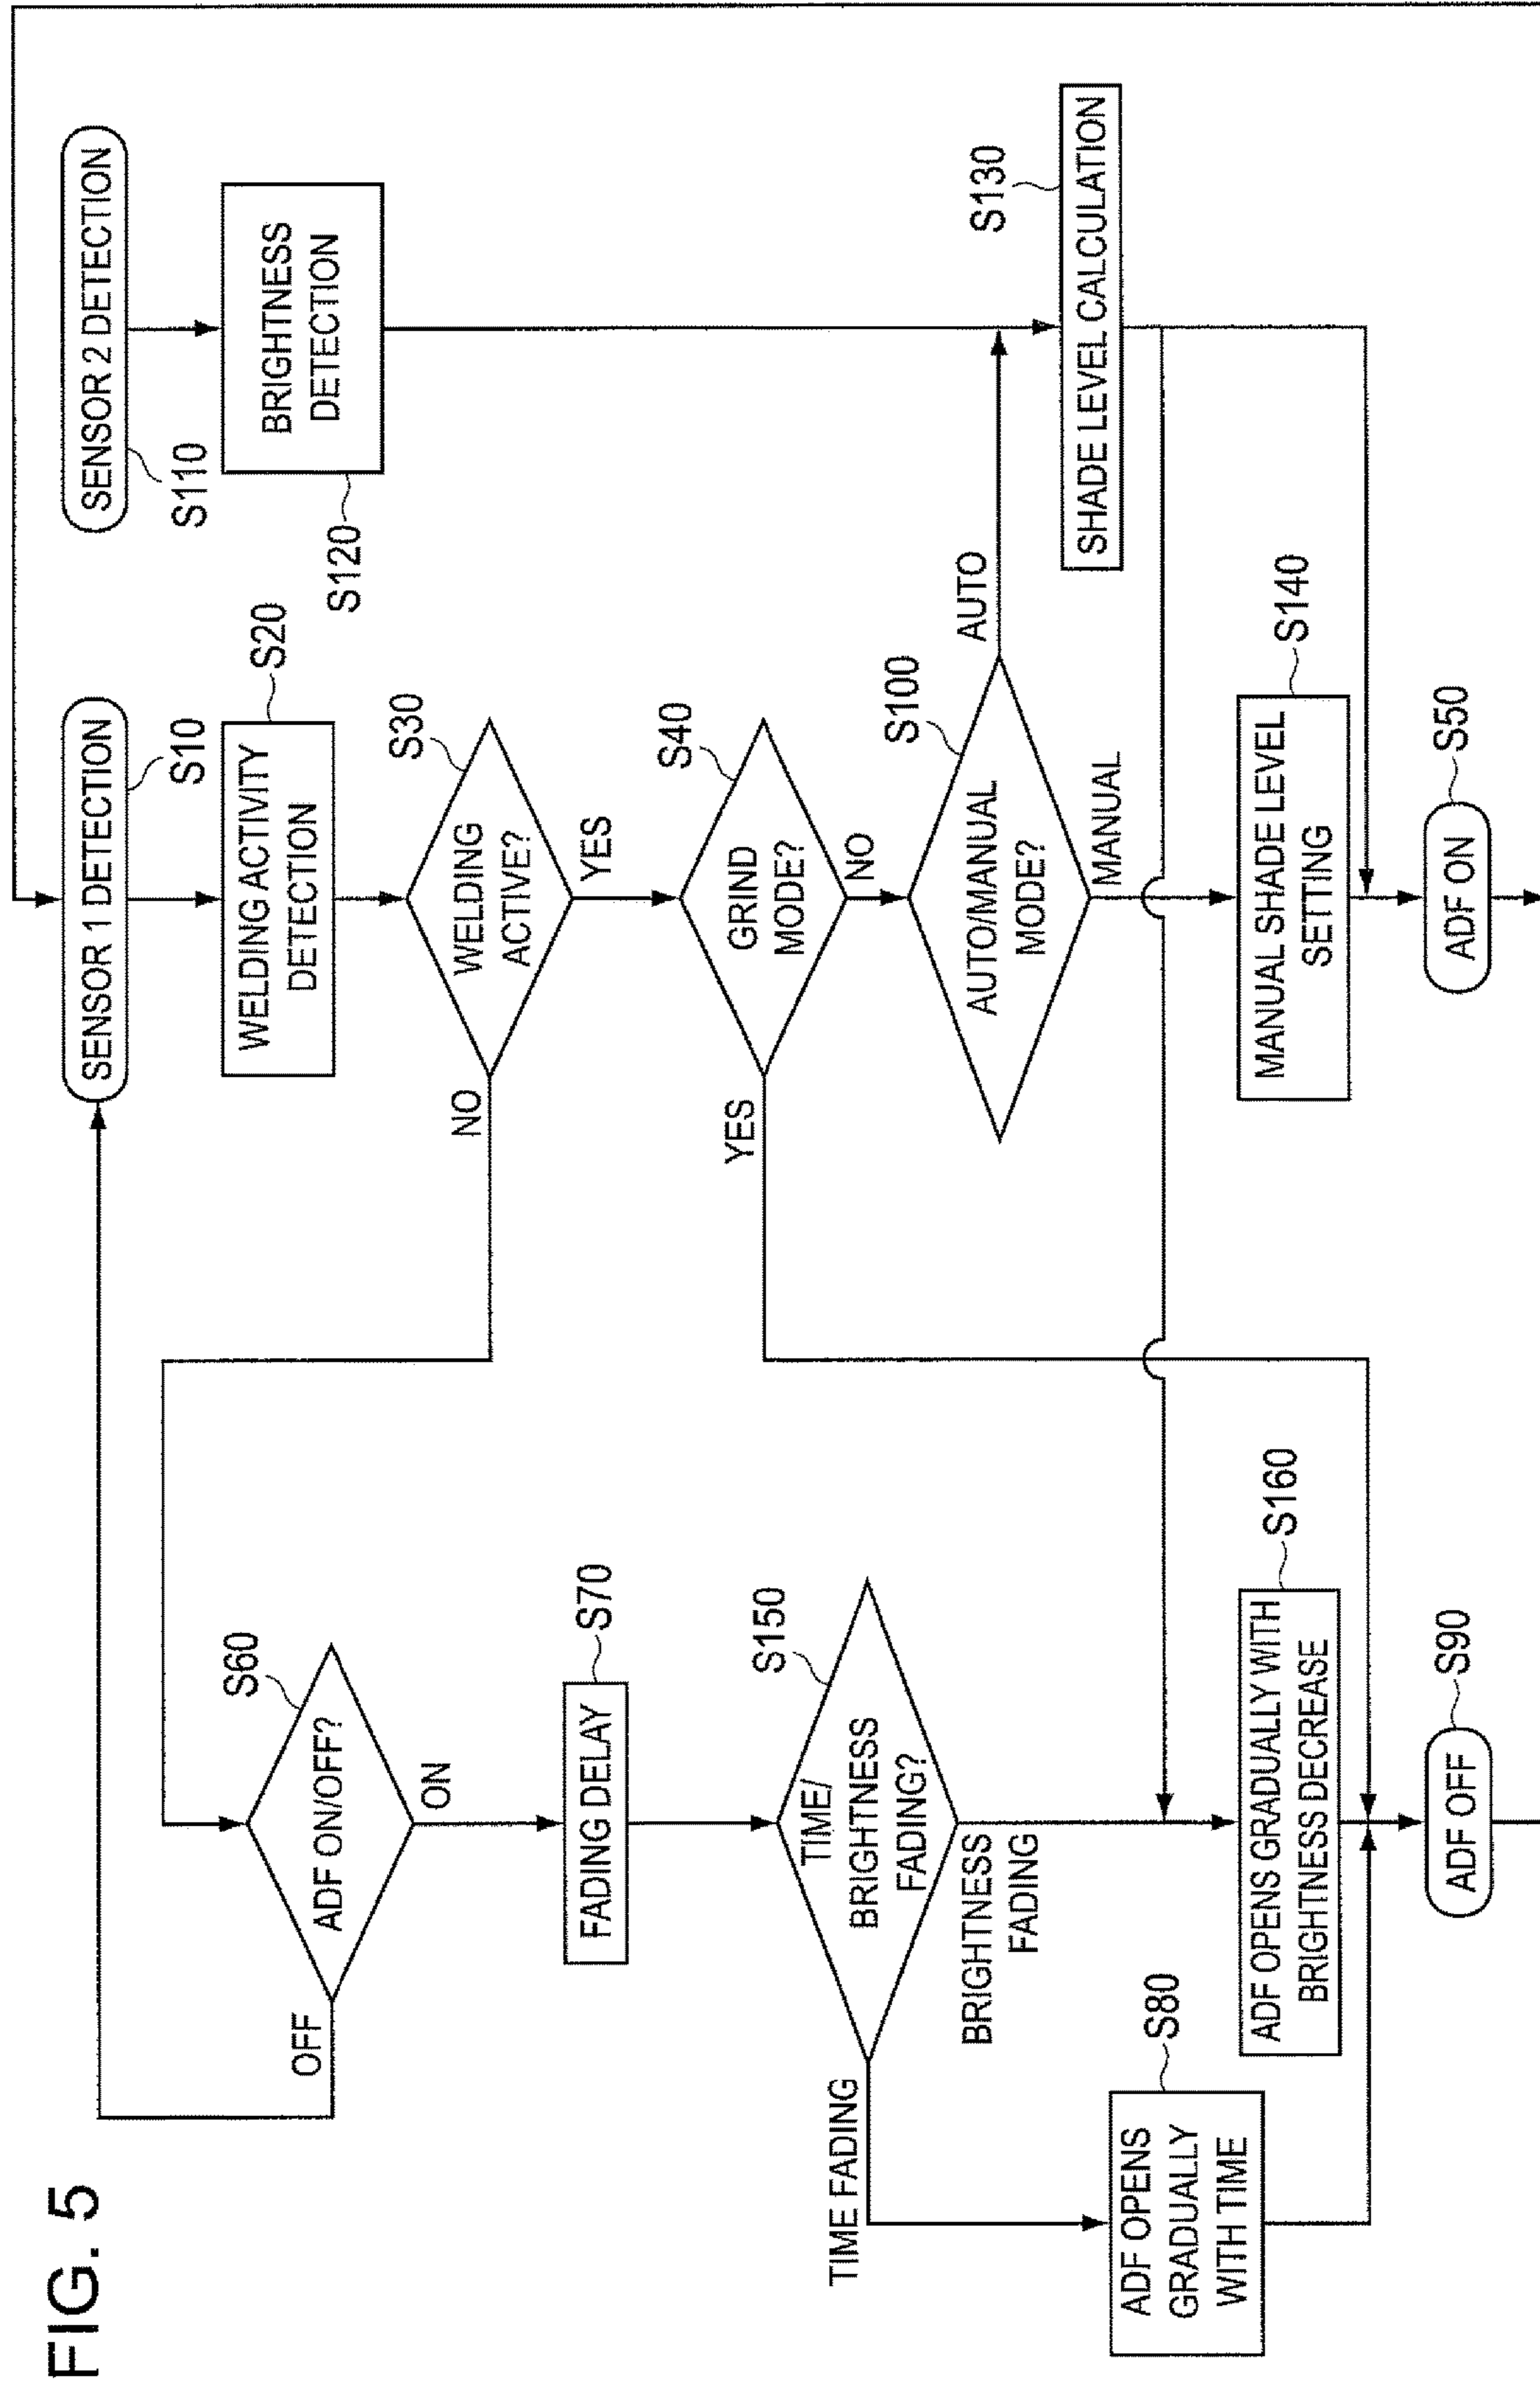 FIG. 5
SENSOR 1 DETECTION
S10
SENSOR 2 DETECTION
S110
WELDING ACTIVITY
DETECTION
S20
BRIGHTNESS
DETECTION
S120
WELDING
ACTIVE?
S30
NO
YES
ADF ON/OFF?
S60
OFF
ON
GRIND
MODE?
S40
YES
NO
FADING DELAY
S70
AUTO/MANUAL
MODE?
S100
AUTO
MANUAL
TIME/
BRIGHTNESS
FADING?
S150
TIME FADING
BRIGHTNESS
FADING
SHADE LEVEL CALCULATION
S130
ADF OPENS
GRADUALLY
WITH TIME
S80
ADF OPENS GRADUALLY WITH
BRIGHTNESS DECREASE
S160
MANUAL SHADE LEVEL
SETTING
S140
ADF OFF
S90
ADF ON
S50